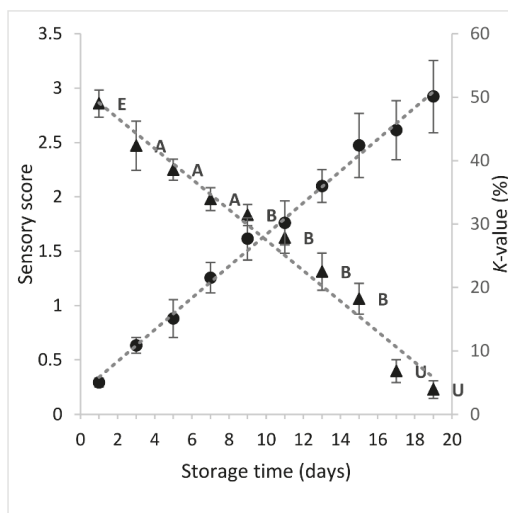 3.5
3
2.5
2
1.5
1
0.5
0
Sensory score
60
50
40
30
20
10
0
K-value (%)
E
A
A
A
B
B
B
B
U
U
0 2 4 6 8 10 12 14 16 18 20
Storage time (days)